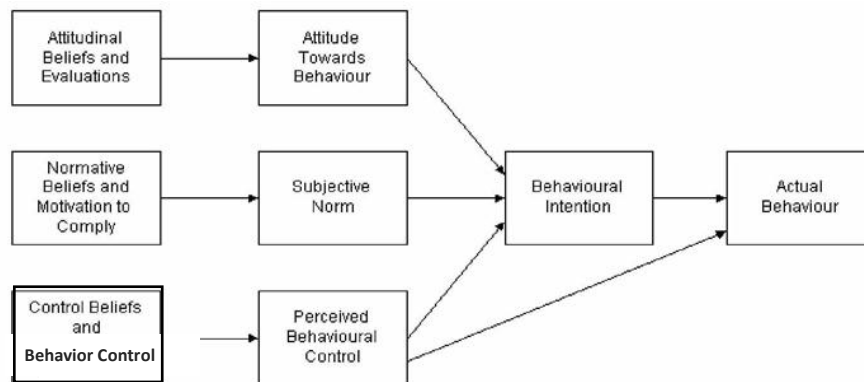 Attitudinal
Beliefs and
Evaluations
Attitude
Towards
Behaviour
Normative
Beliefs and
Motivation to
Comply
Subjective
Norm
Behavioural
Intention
Actual
Behaviour
Control Beliefs
and
Behavior Control
Perceived
Behavioural
Control